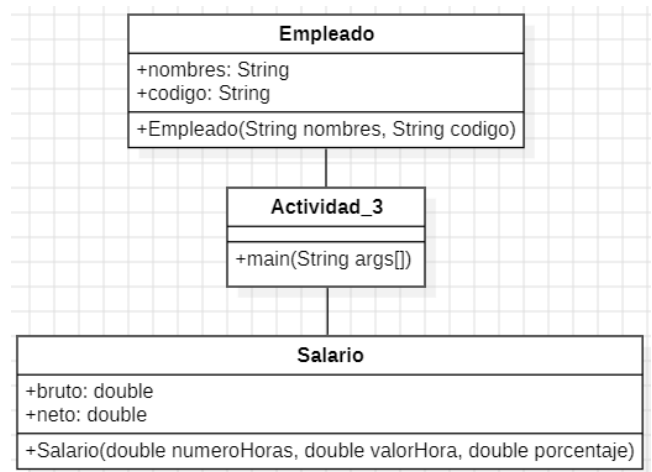 Empleado
+nombres: String
+codigo: String
+Empleado(String nombres, String codigo)
Actividad_3
+main(String args[])
Salario
+bruto: double
+neto: double
+Salario(double numeroHoras, double valorHora, double porcentaje)